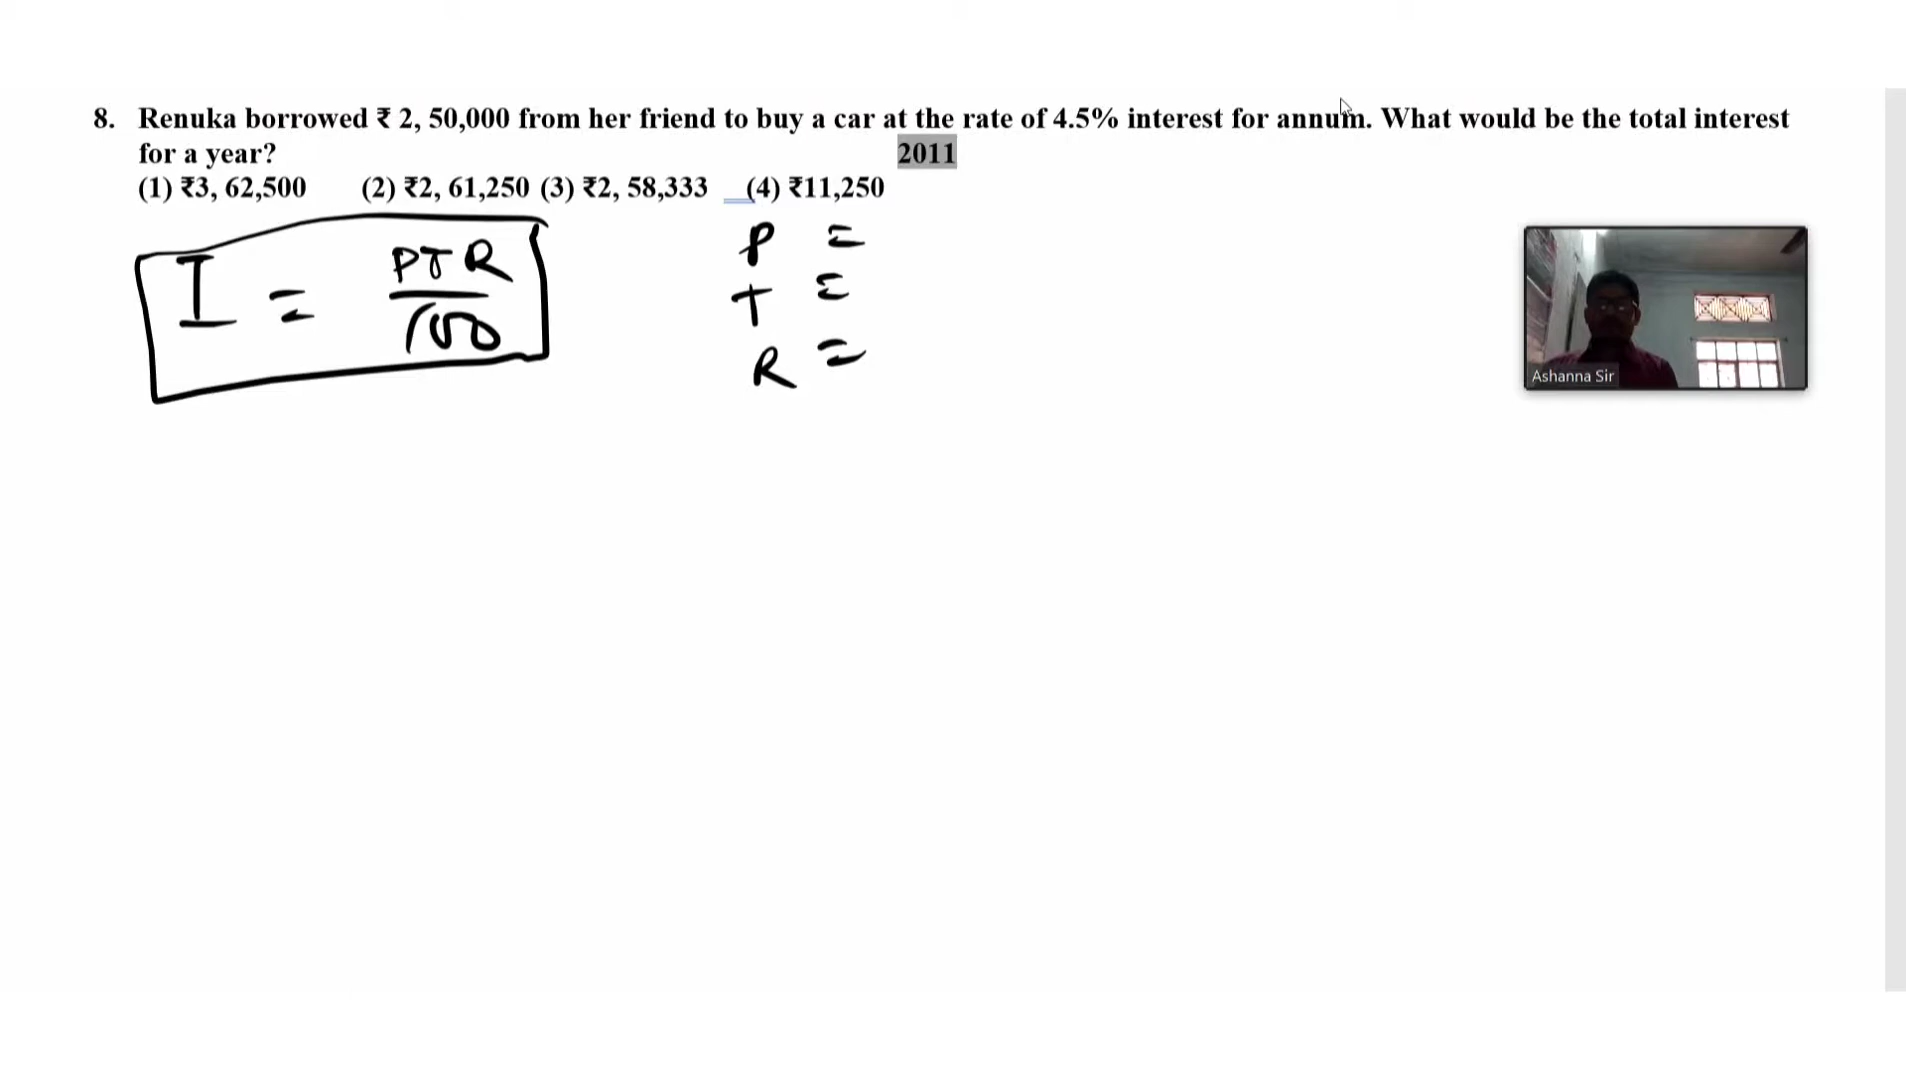 8. Renuka borrowed ₹ 2, 50,000 from her friend to buy a car at the rate of 4.5% interest for annum. What would be the total interest
for a year? 2011
(1) ₹3, 62,500 (2) ₹2, 61,250 (3) ₹2, 58,333 (4) ₹11,250
I = PTR
100
P =
T =
R =
Ashanna Sir